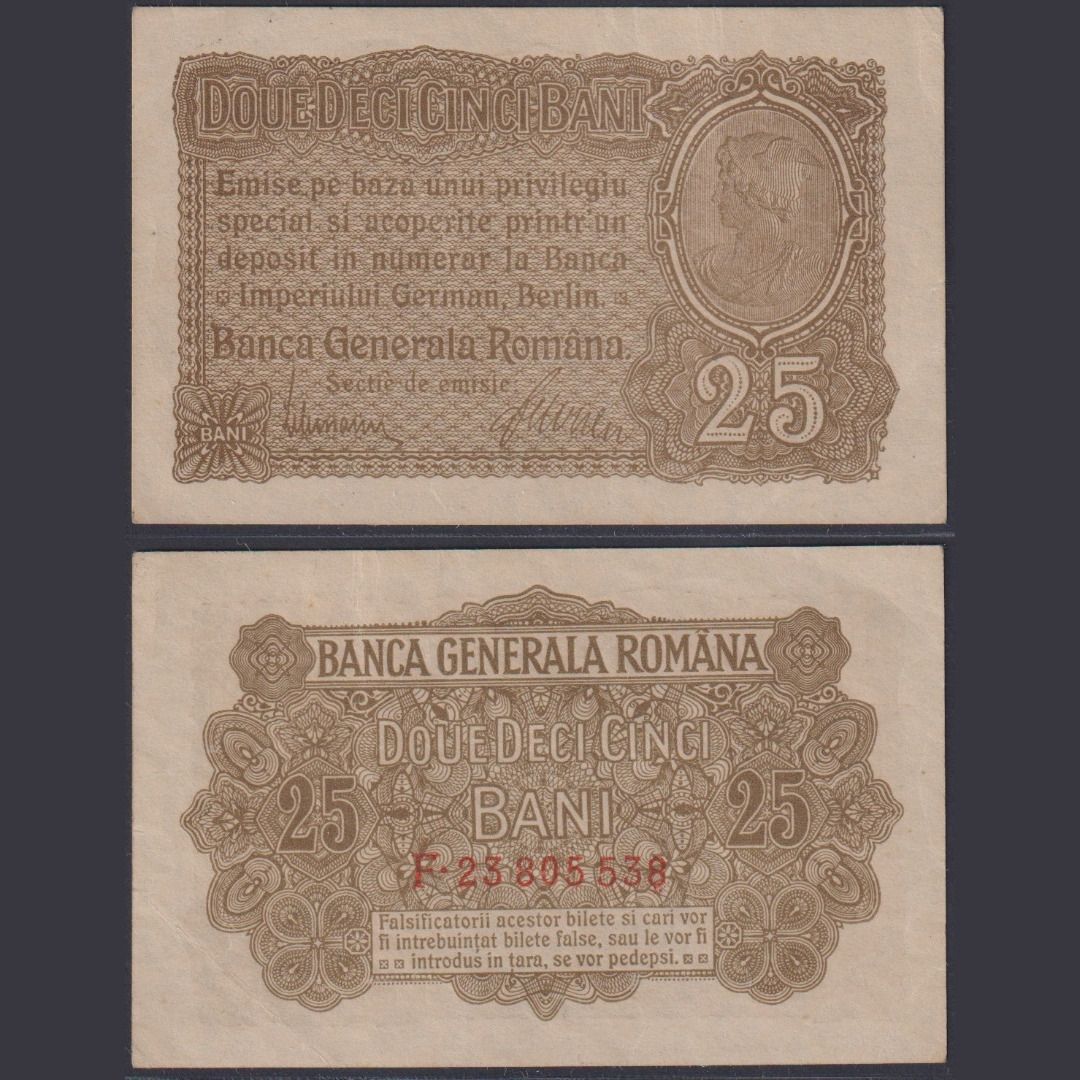 DOUE DECI CINCI BANI
Emise pe baza unui privilegiu
special si acoperite printr'un
deposit in numerar la Banca
Imperiului German, Berlin.
Banca Generala Româna.
Sectie de emisie
BANI
25
BANCA GENERALA ROMÂNA
DOUE DECI CINCI
25 BANI 25
F·23 805 538
Falsificatorii acestor bilete si cari vor
fi intrebuințat bilete false, sau le vor fi
introdus in țara, se vor pedepsi.